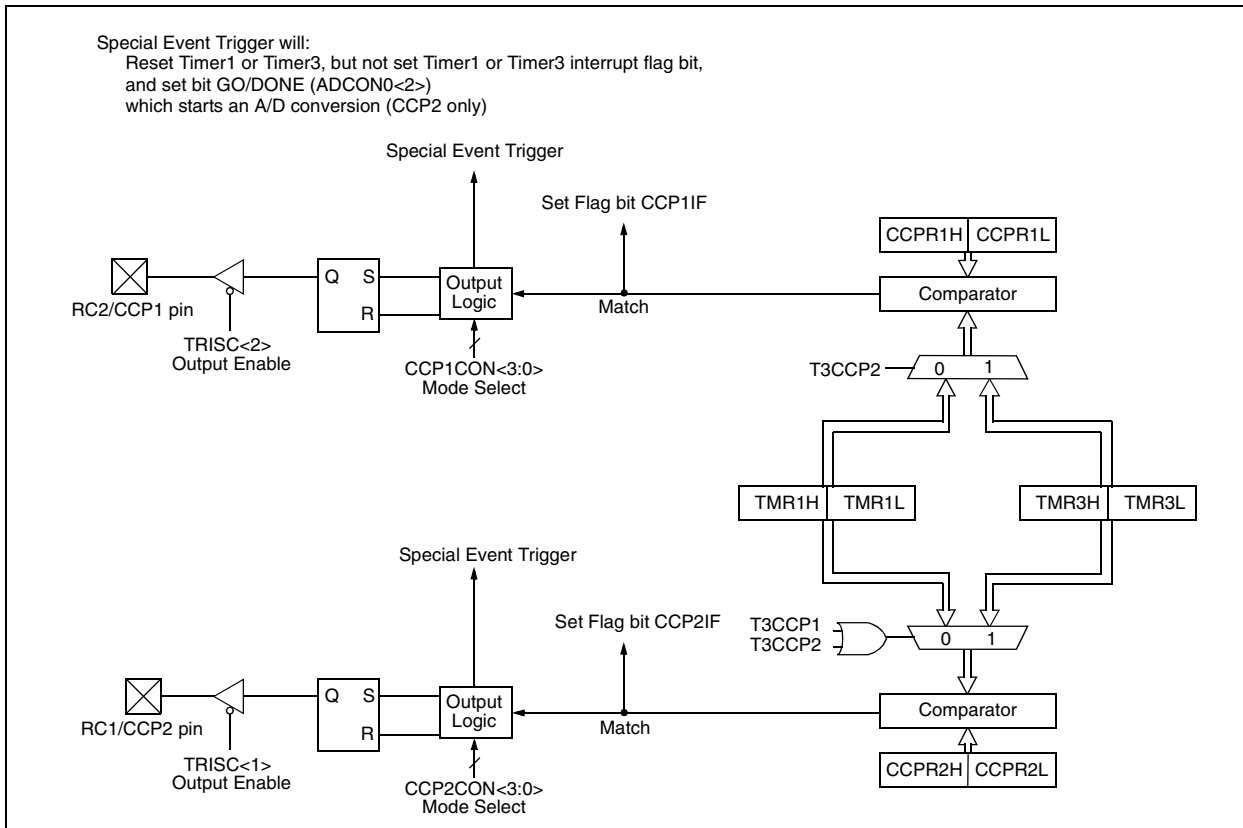 Special Event Trigger will:
Reset Timer1 or Timer3, but not set Timer1 or Timer3 interrupt flag bit,
and set bit GO/DONE (ADCON0<2>)
which starts an A/D conversion (CCP2 only)
Special Event Trigger
Set Flag bit CCP1IF
CCPR1H CCPR1L
Q S
R
Output
Logic
Comparator
RC2/CCP1 pin
Match
TRISC<2>
Output Enable
CCP1CON<3:0>
Mode Select
T3CCP2
0 1
TMR1H TMR1L
TMR3H TMR3L
Special Event Trigger
Set Flag bit CCP2IF
T3CCP1
T3CCP2
0 1
Q S
R
Output
Logic
Comparator
RC1/CCP2 pin
Match
TRISC<1>
Output Enable
CCP2CON<3:0>
Mode Select
CCPR2H CCPR2L